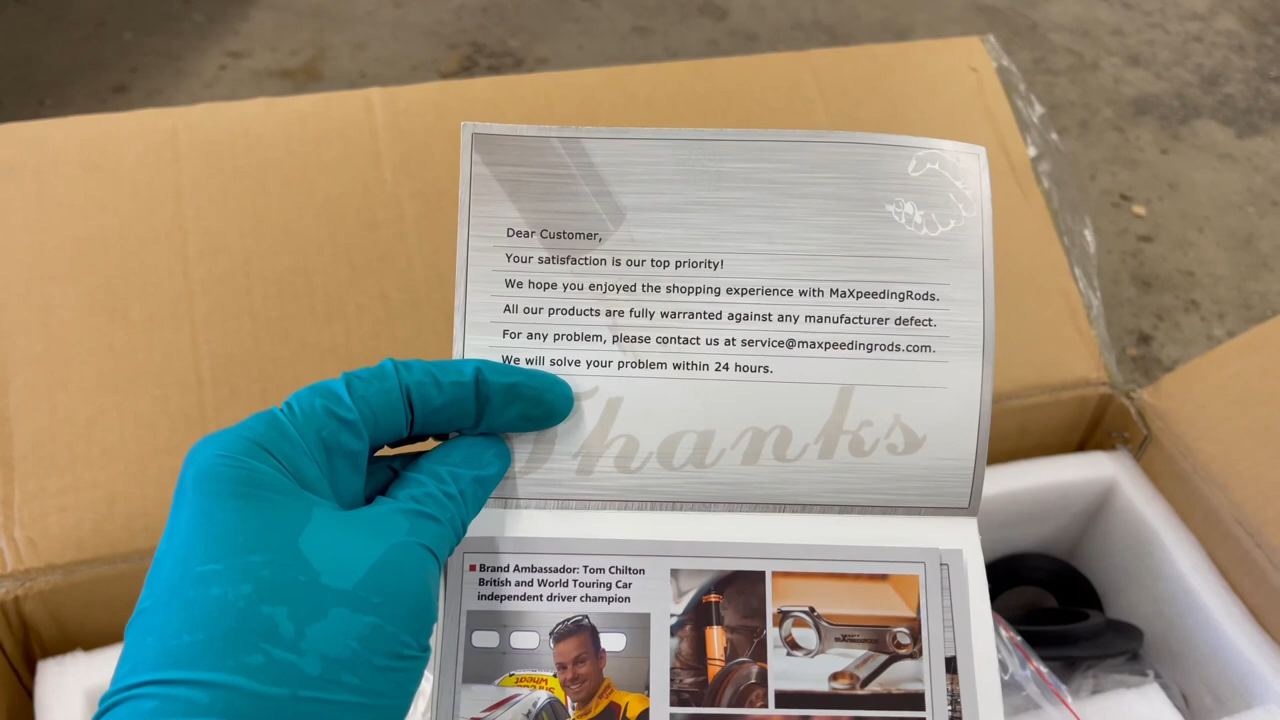 Dear Customer,
Your satisfaction is our top priority!
We hope you enjoyed the shopping experience with MaXpeedingRods.
All our products are fully warranted against any manufacturer defect.
For any problem, please contact us at service@maxpeedingrods.com.
We will solve your problem within 24 hours.
Thanks
Brand Ambassador: Tom Chilton
British and World Touring Car
independent driver champion
wheat